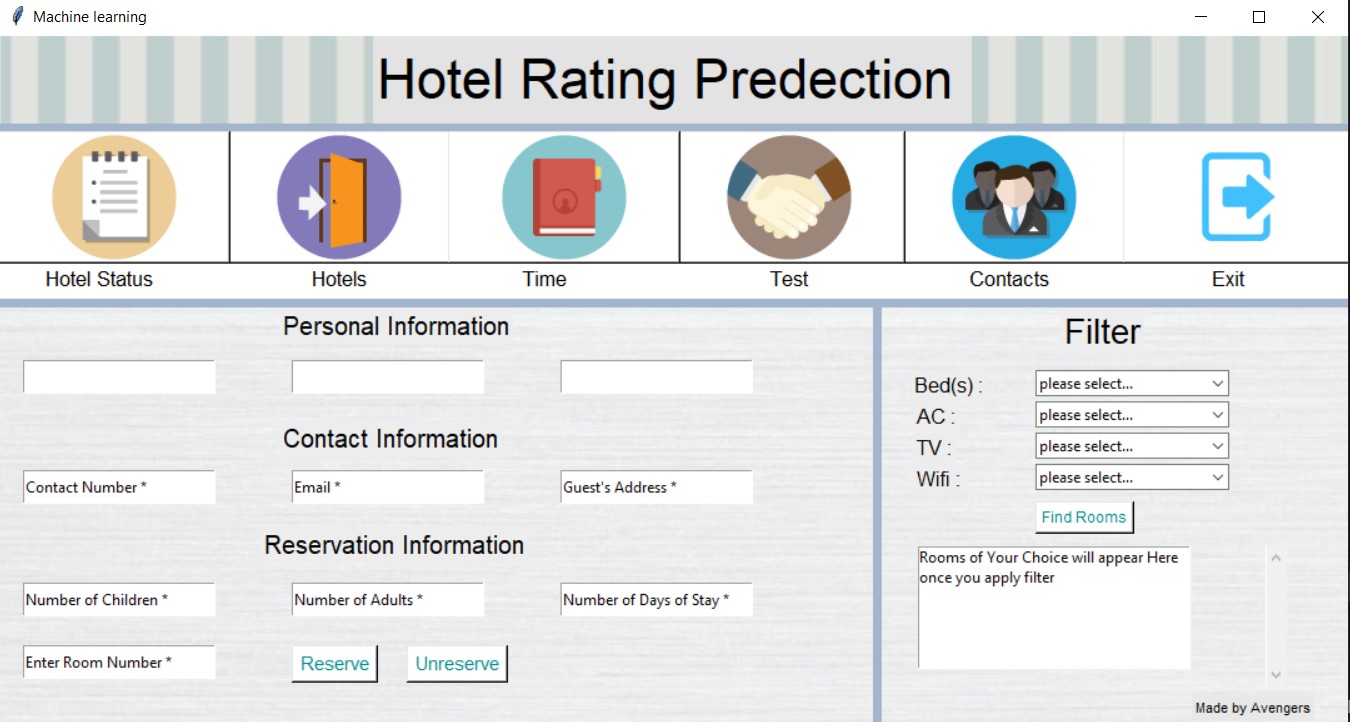 Machine learning
Hotel Rating Predection
Hotel Status
Hotels
Time
Test
Contacts
Exit
Personal Information
Contact Information
Contact Number *
Email *
Guest's Address *
Reservation Information
Number of Children *
Number of Adults *
Number of Days of Stay *
Enter Room Number *
Reserve
Unreserve
Filter
Bed(s) :
please select...
AC :
please select...
TV :
please select...
Wifi :
please select...
Find Rooms
Rooms of Your Choice will appear Here
once you apply filter
Made by Avengers